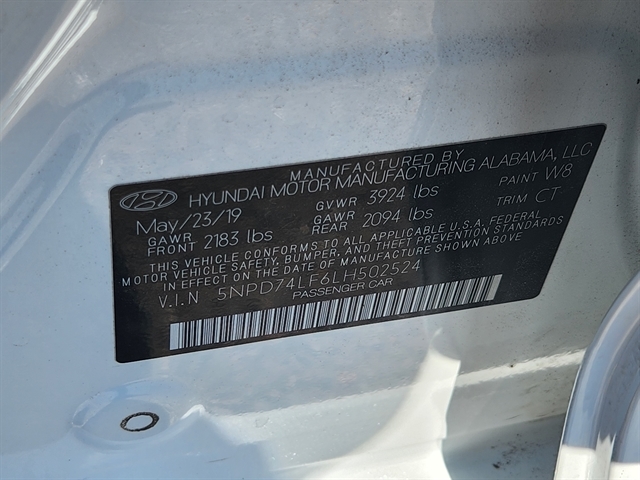 MANUFACTURED BY
HYUNDAI MOTOR MANUFACTURING ALABAMA, LLC
May/23/19 GVWR 3924 lbs PAINT W8
GAWR FRONT 2183 lbs GAWR REAR 2094 lbs TRIM CT
THIS VEHICLE CONFORMS TO ALL APPLICABLE U.S.A. FEDERAL
MOTOR VEHICLE SAFETY, BUMPER, AND THEFT PREVENTION STANDARDS
IN EFFECT ON THE DATE OF MANUFACTURE SHOWN ABOVE.
V.I.N 5NPD74LF6LH502524
PASSENGER CAR